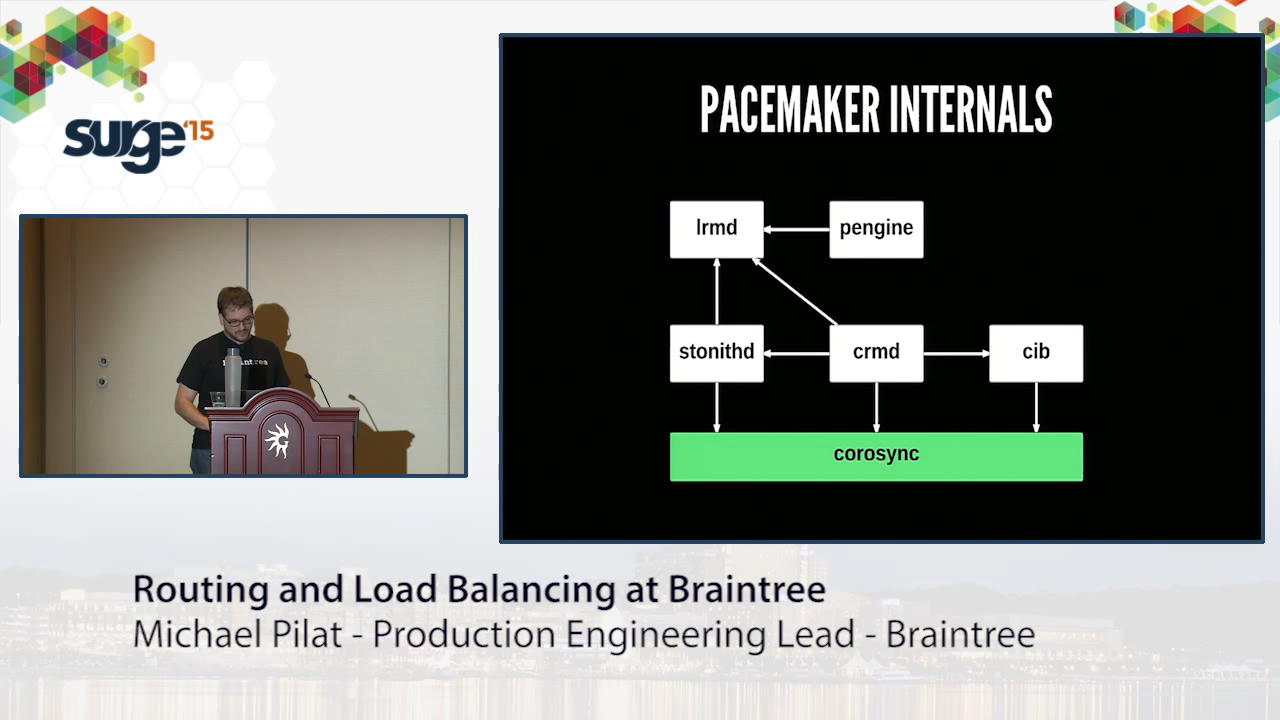 surge'15
PACEMAKER INTERNALS
lrmd
pengine
stonithd
crmd
cib
corosync
Routing and Load Balancing at Braintree
Michael Pilat - Production Engineering Lead - Braintree